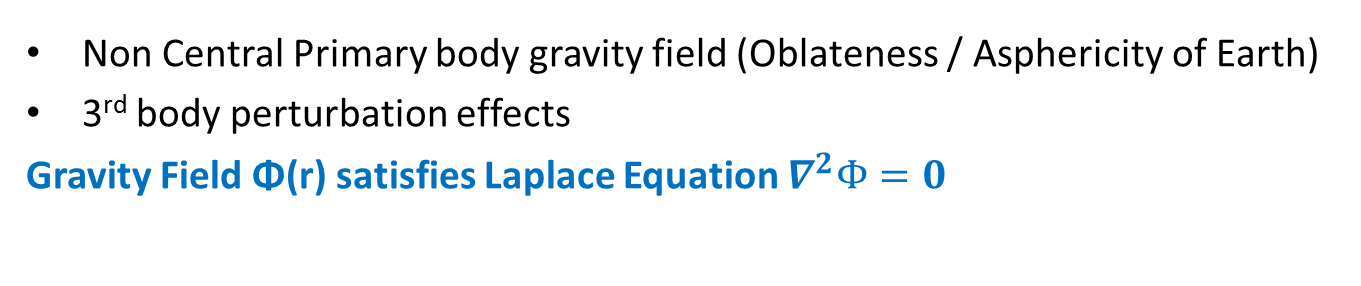 • Non Central Primary body gravity field (Oblateness / Asphericity of Earth)
• 3rd body perturbation effects
Gravity Field Φ(r) satisfies Laplace Equation ∇²Φ = 0